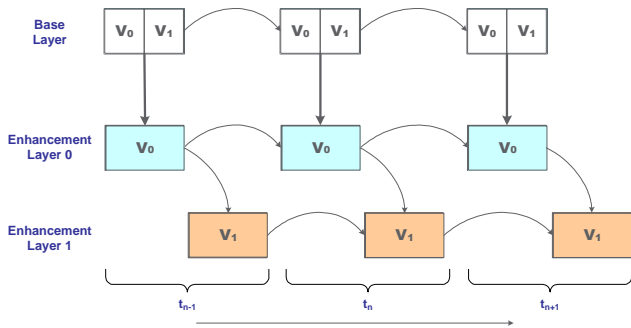 Base
Layer
V₀ V₁ V₀ V₁ V₀ V₁
Enhancement
Layer 0
V₀ V₀ V₀
Enhancement
Layer 1
V₁ V₁ V₁
tₙ₋₁ tₙ tₙ₊₁